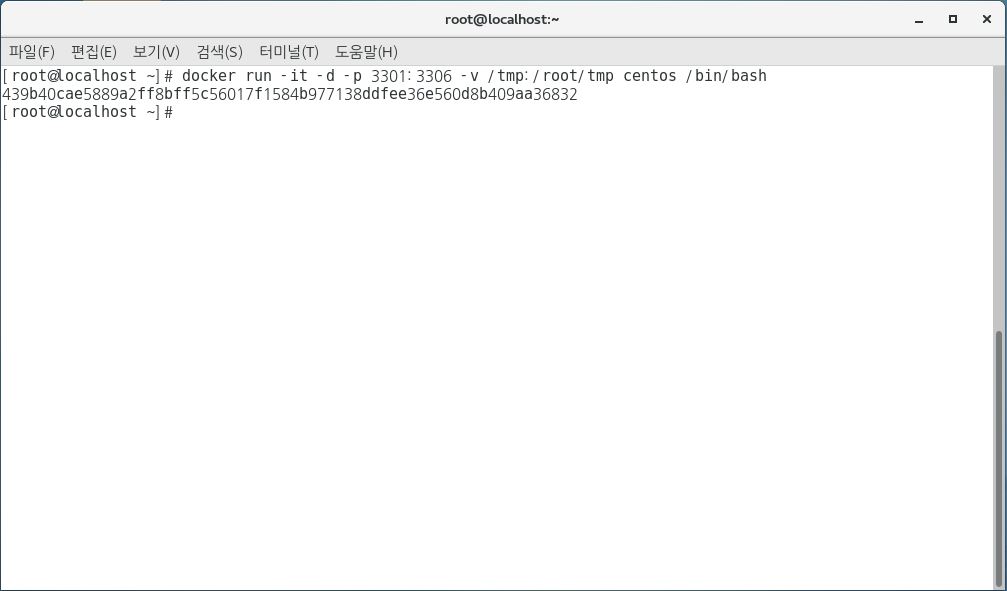 root@localhost:~
파일(F) 편집(E) 보기(V) 검색(S) 터미널(T) 도움말(H)
[root@localhost ~]# docker run -it -d -p 3301:3306 -v /tmp:/root/tmp centos /bin/bash
439b40cae5889a2ff8bff5c56017f1584b977138ddfee36e560d8b409aa36832
[root@localhost ~]#